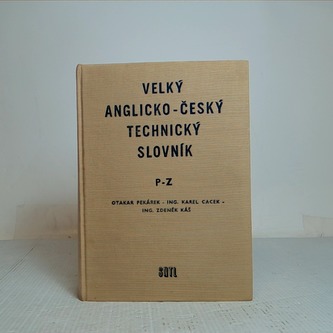 VELKÝ
ANGLICKO-ČESKÝ
TECHNICKÝ
SLOVNÍK
P-Z
OTAKAR PEKÁREK - ING. KAREL CACEK -
ING. ZDENĚK KÁŠ
SNTL